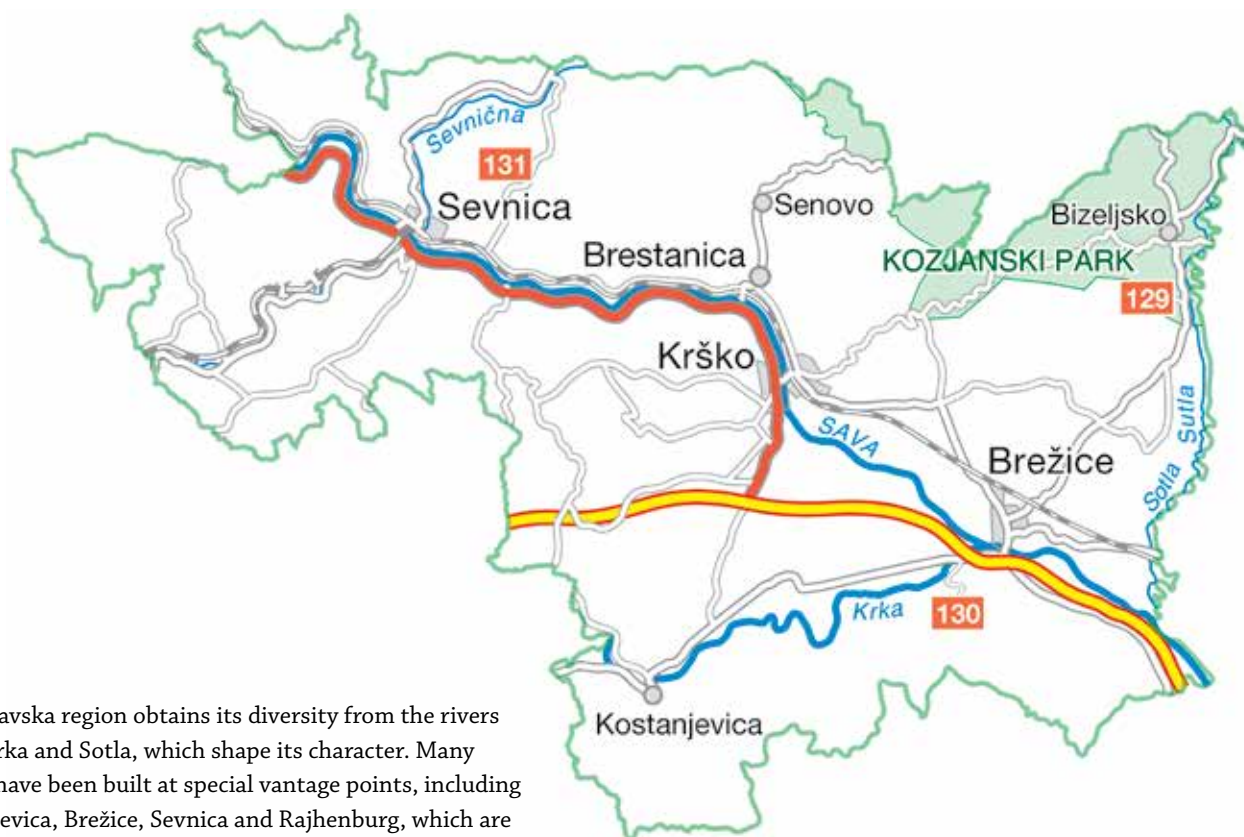 Sevnična
131
Sevnica
Senovo
Brestanica
Bizeljsko
KOZJANSKI PARK
129
Krško
SAVA
Brežice
Sotla Sutla
Krka
130
Kostanjevica
avska region obtains its diversity from the rivers
rka and Sotla, which shape its character. Many
have been built at special vantage points, including
evica, Brežice, Sevnica and Rajhenburg, which are